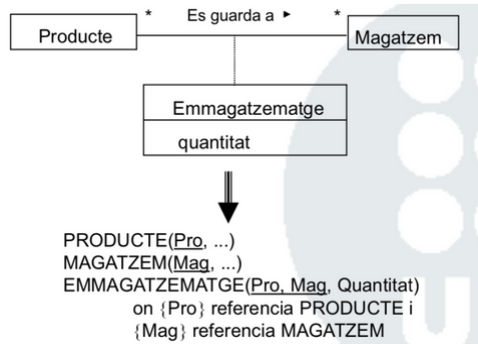 * Es guarda a ► *
Producte
Magatzem
Emmagatzematge
quantitat
PRODUCTE(Pro, ...)
MAGATZEM(Mag, ...)
EMMAGATZEMATGE(Pro, Mag, Quantitat)
on {Pro} referencia PRODUCTE i
{Mag} referencia MAGATZEM